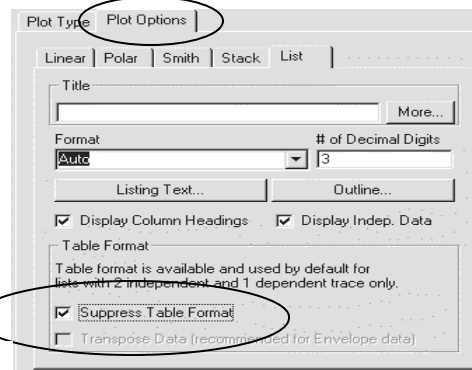 Plot Type Plot Options
Linear Polar Smith Stack List
Title
More...
Format # of Decimal Digits
Auto 3
Listing Text... Outline...
Display Column Headings Display Indep. Data
Table Format
Table format is available and used by default for
lists with 2 independent and 1 dependent trace only.
Suppress Table Format
Transpose Data (recommended for Envelope data)